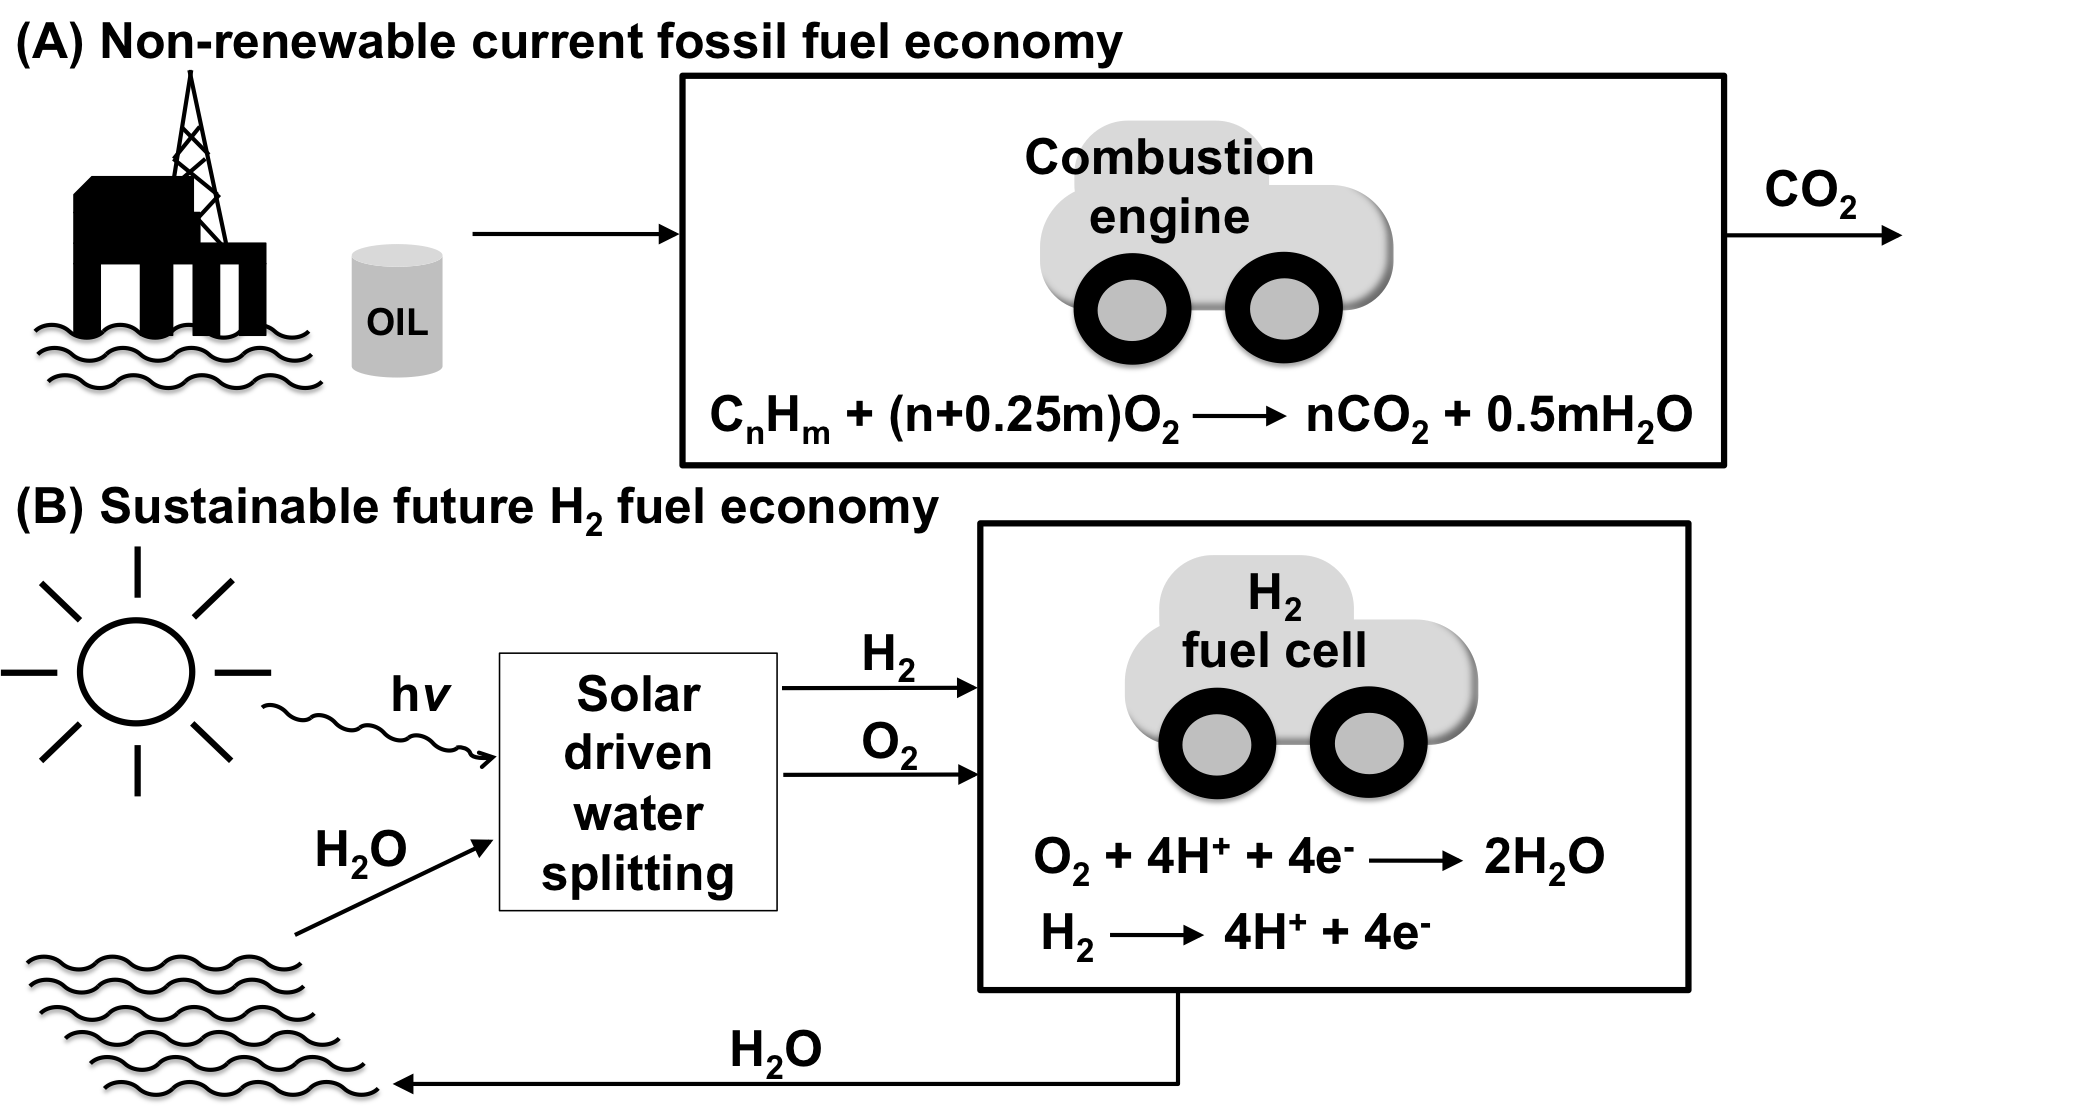 (A) Non-renewable current fossil fuel economy
OIL
Combustion
engine
CₙHₘ + (n+0.25m)O₂ ⟶ nCO₂ + 0.5mH₂O
CO₂
(B) Sustainable future H₂ fuel economy
hν
H₂O
Solar
driven
water
splitting
H₂
O₂
H₂
fuel cell
O₂ + 4H⁺ + 4e⁻ ⟶ 2H₂O
H₂ ⟶ 4H⁺ + 4e⁻
H₂O